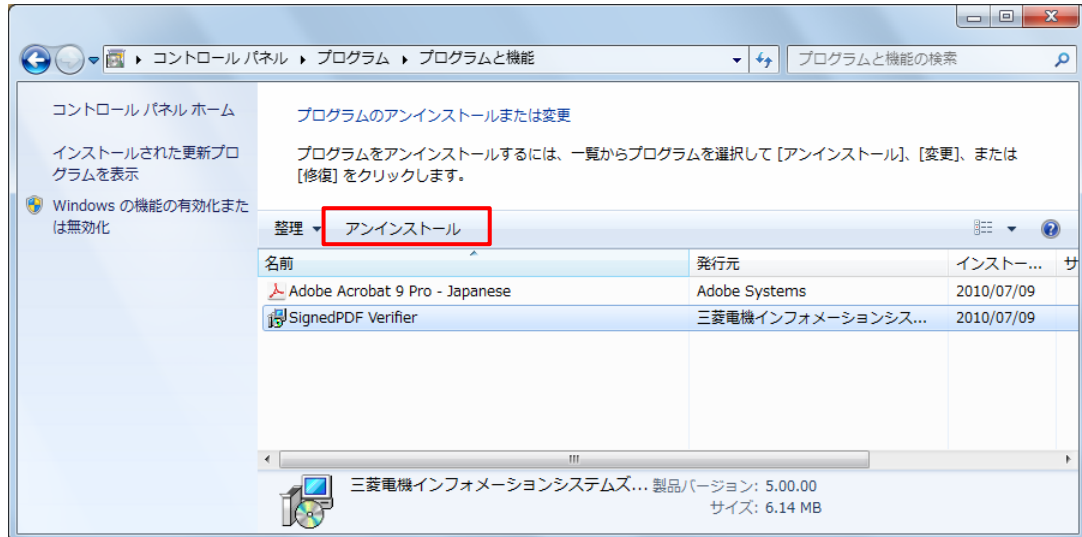 コントロール パネル ▸ プログラム ▸ プログラムと機能
プログラムと機能の検索
コントロール パネル ホーム
インストールされた更新プロ
グラムを表示
Windows の機能の有効化また
は無効化
プログラムのアンインストールまたは変更
プログラムをアンインストールするには、一覧からプログラムを選択して [アンインストール]、[変更]、または
[修復] をクリックします。
整理 アンインストール
名前 発行元 インストー... サ
Adobe Acrobat 9 Pro - Japanese Adobe Systems 2010/07/09
SignedPDF Verifier 三菱電機インフォメーションシス... 2010/07/09
三菱電機インフォメーションシステムズ... 製品バージョン: 5.00.00
サイズ: 6.14 MB